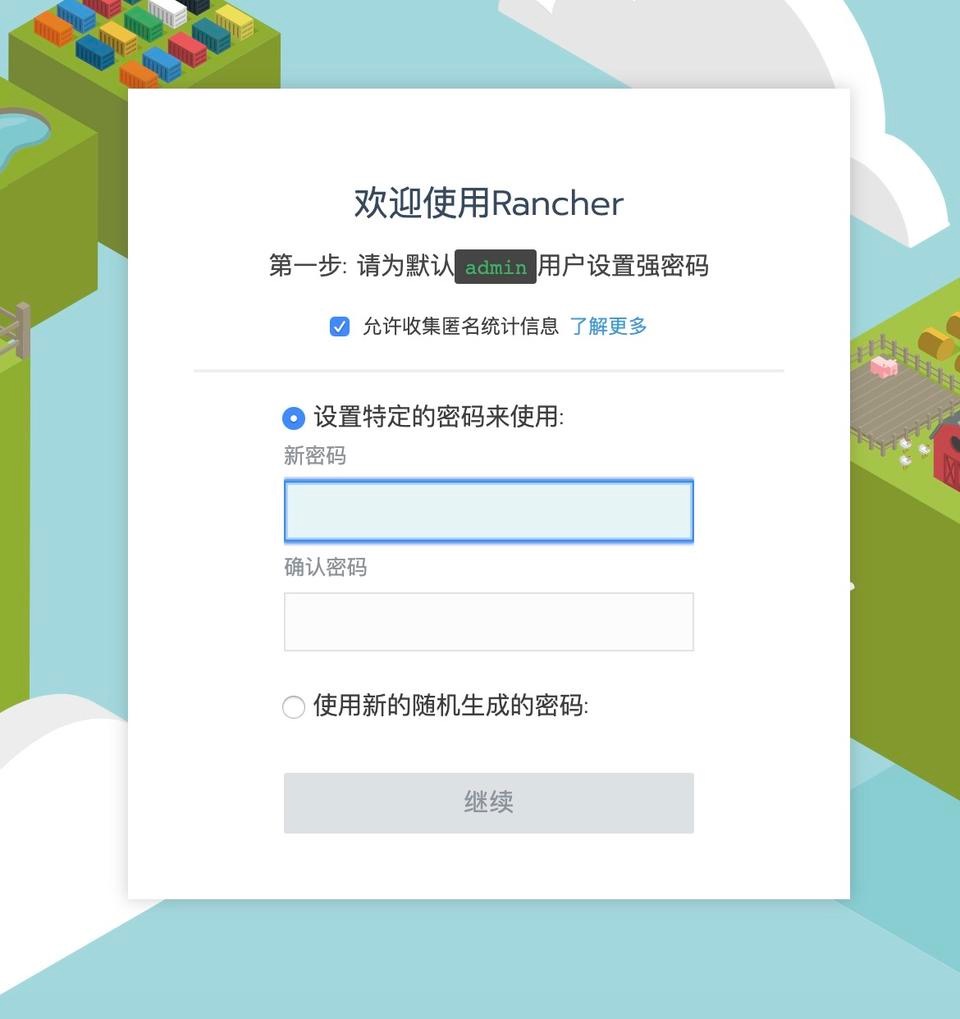 欢迎使用Rancher
第一步: 请为默认admin用户设置强密码
允许收集匿名统计信息 了解更多
设置特定的密码来使用:
新密码
确认密码
使用新的随机生成的密码:
继续